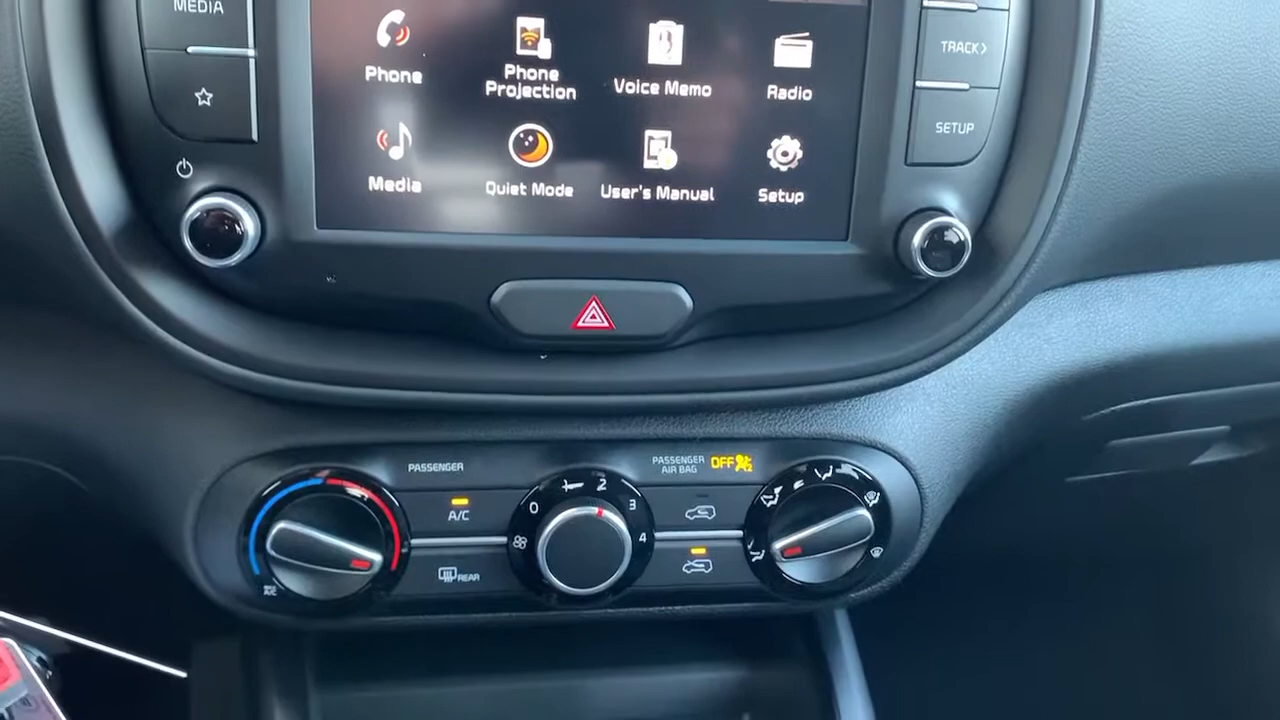 MEDIA
TRACK>
SETUP
Phone
Phone
Projection
Voice Memo
Radio
Media
Quiet Mode
User's Manual
Setup
PASSENGER
PASSENGER
AIR BAG
OFF
A/C
REAR
0
2
3
4